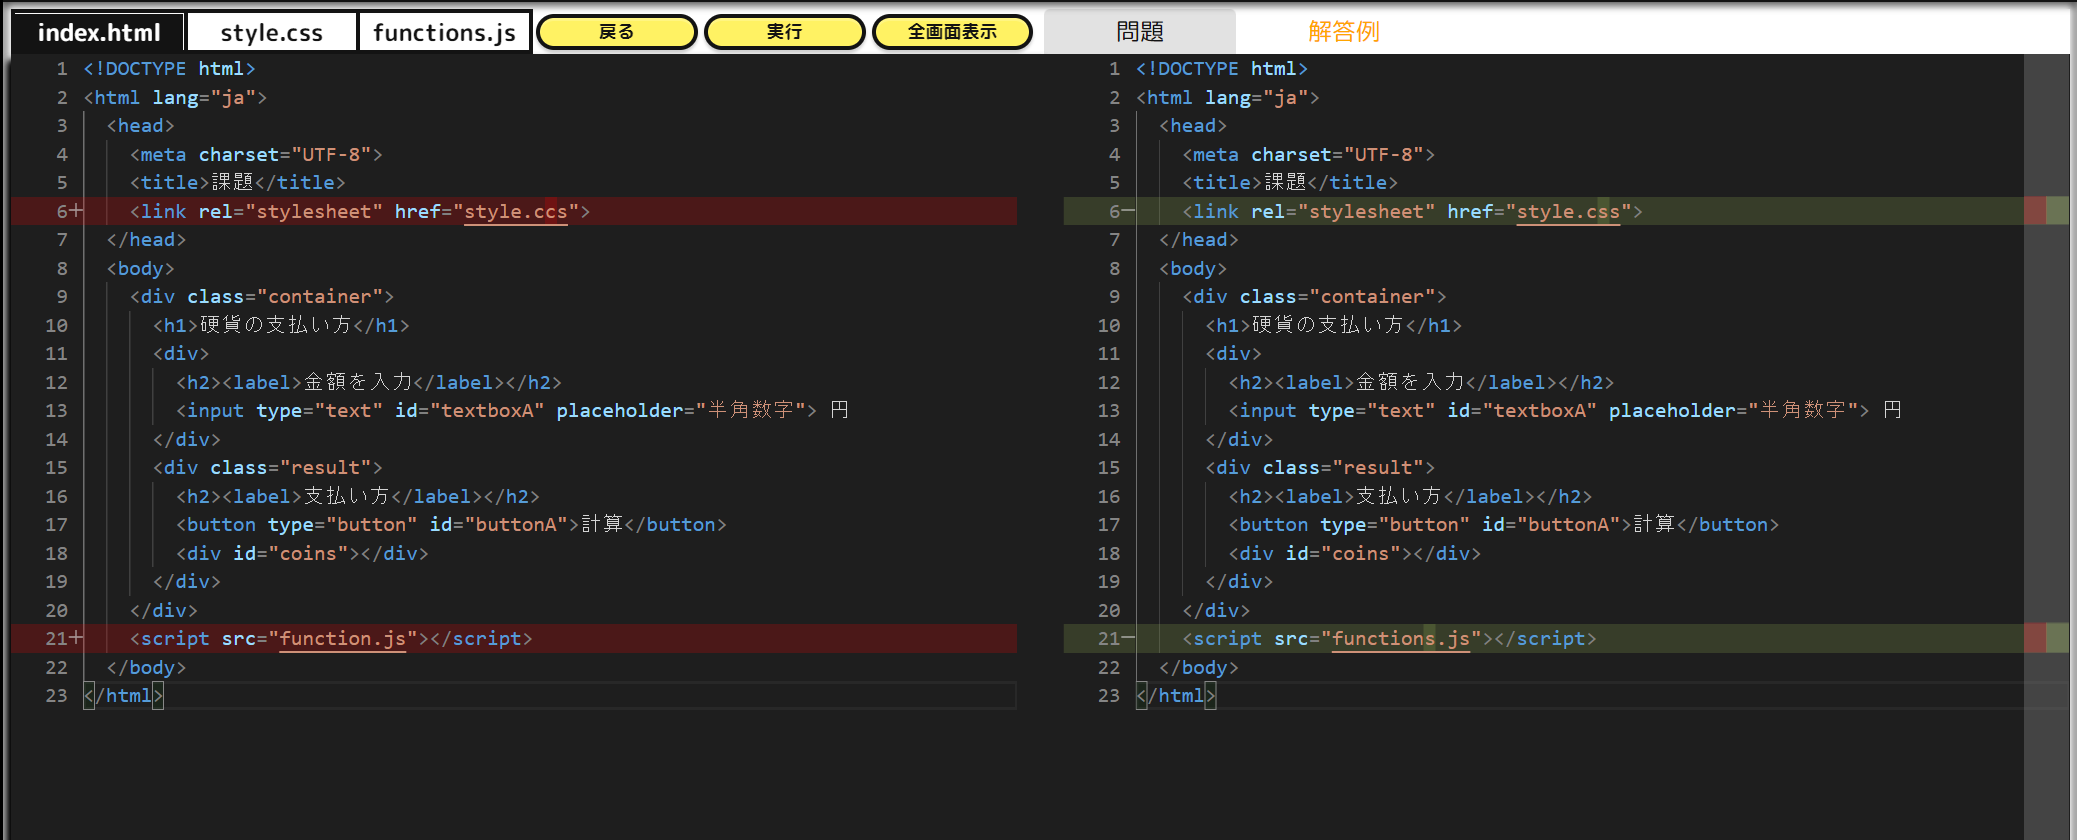 index.html style.css functions.js 戻る 実行 全画面表示 問題 解答例
1 <!DOCTYPE html>
2 <html lang="ja">
3 <head>
4 <meta charset="UTF-8">
5 <title>課題</title>
6+ <link rel="stylesheet" href="style.ccs">
7 </head>
8 <body>
9 <div class="container">
10 <h1>硬貨の支払い方</h1>
11 <div>
12 <h2><label>金額を入力</label></h2>
13 <input type="text" id="textboxA" placeholder="半角数字"> 円
14 </div>
15 <div class="result">
16 <h2><label>支払い方</label></h2>
17 <button type="button" id="buttonA">計算</button>
18 <div id="coins"></div>
19 </div>
20 </div>
21+ <script src="function.js"></script>
22 </body>
23 </html>
1 <!DOCTYPE html>
2 <html lang="ja">
3 <head>
4 <meta charset="UTF-8">
5 <title>課題</title>
6− <link rel="stylesheet" href="style.css">
7 </head>
8 <body>
9 <div class="container">
10 <h1>硬貨の支払い方</h1>
11 <div>
12 <h2><label>金額を入力</label></h2>
13 <input type="text" id="textboxA" placeholder="半角数字"> 円
14 </div>
15 <div class="result">
16 <h2><label>支払い方</label></h2>
17 <button type="button" id="buttonA">計算</button>
18 <div id="coins"></div>
19 </div>
20 </div>
21− <script src="functions.js"></script>
22 </body>
23 </html>